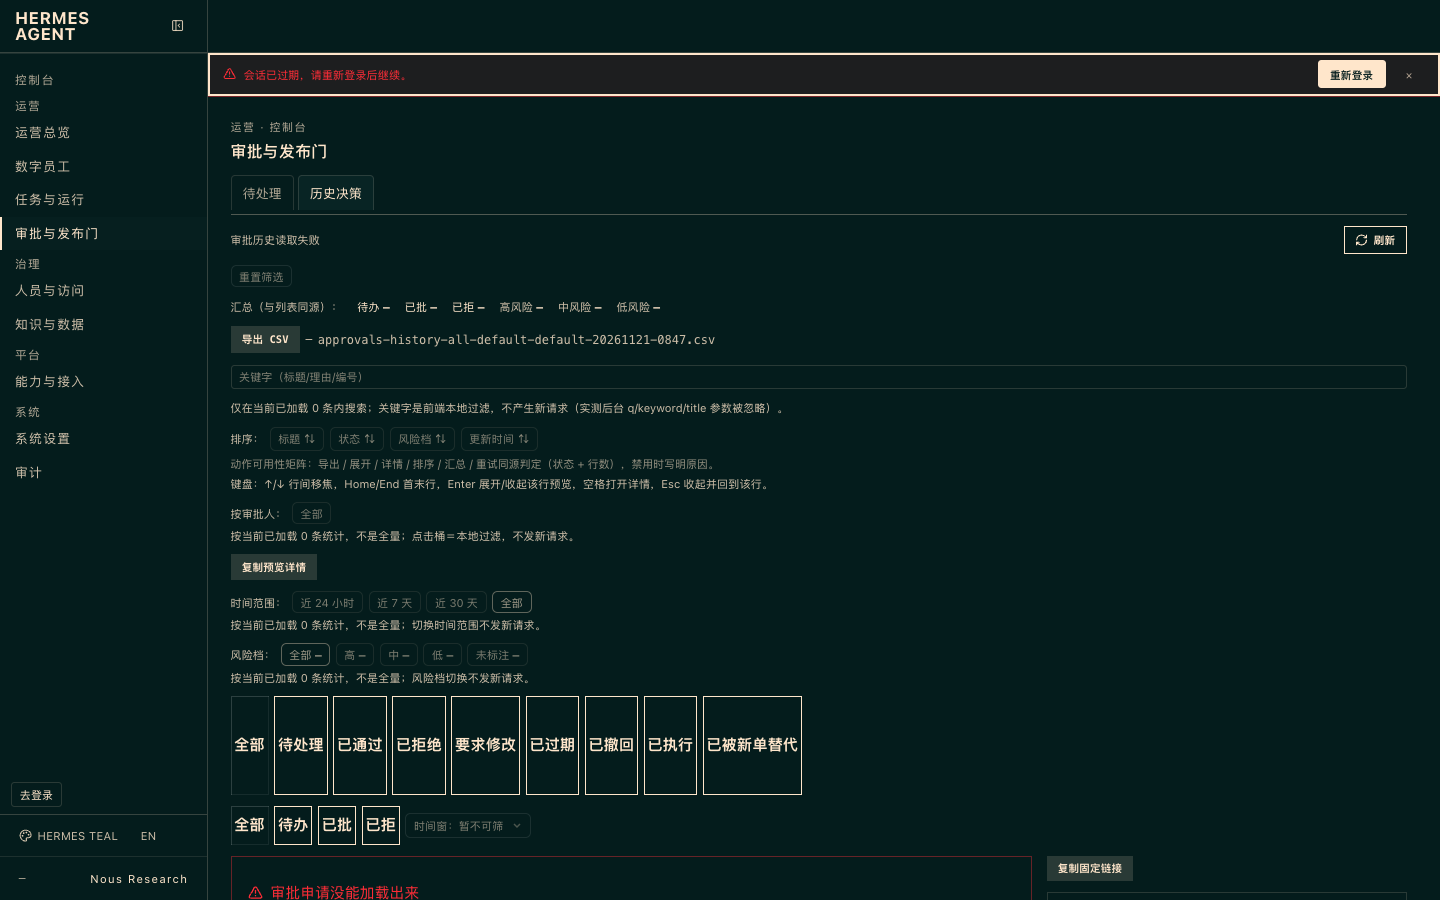 HERMES
AGENT
控制台
运营
运营总览
数字员工
任务与运行
审批与发布门
治理
人员与访问
知识与数据
平台
能力与接入
系统
系统设置
审计
去登录
HERMES TEAL EN
— Nous Research
会话已过期，请重新登录后继续。 重新登录 ×
运营 · 控制台
审批与发布门
待处理 历史决策
审批历史读取失败 刷新
重置筛选
汇总（与列表同源）： 待办 — 已批 — 已拒 — 高风险 — 中风险 — 低风险 —
导出 CSV — approvals-history-all-default-default-20261121-0847.csv
关键字（标题/理由/编号）
仅在当前已加载 0 条内搜索；关键字是前端本地过滤，不产生新请求（实测后台 q/keyword/title 参数被忽略）。
排序： 标题 ⇅ 状态 ⇅ 风险档 ⇅ 更新时间 ⇅
动作可用性矩阵：导出 / 展开 / 详情 / 排序 / 汇总 / 重试同源判定（状态 + 行数），禁用时写明原因。
键盘：↑/↓ 行间移焦，Home/End 首末行，Enter 展开/收起该行预览，空格打开详情，Esc 收起并回到该行。
按审批人： 全部
按当前已加载 0 条统计，不是全量；点击桶＝本地过滤，不发新请求。
复制预览详情
时间范围： 近 24 小时 近 7 天 近 30 天 全部
按当前已加载 0 条统计，不是全量；切换时间范围不发新请求。
风险档： 全部 — 高 — 中 — 低 — 未标注 —
按当前已加载 0 条统计，不是全量；风险档切换不发新请求。
全部 待处理 已通过 已拒绝 要求修改 已过期 已撤回 已执行 已被新单替代
全部 待办 已批 已拒 时间窗：暂不可筛
审批申请没能加载出来
复制固定链接